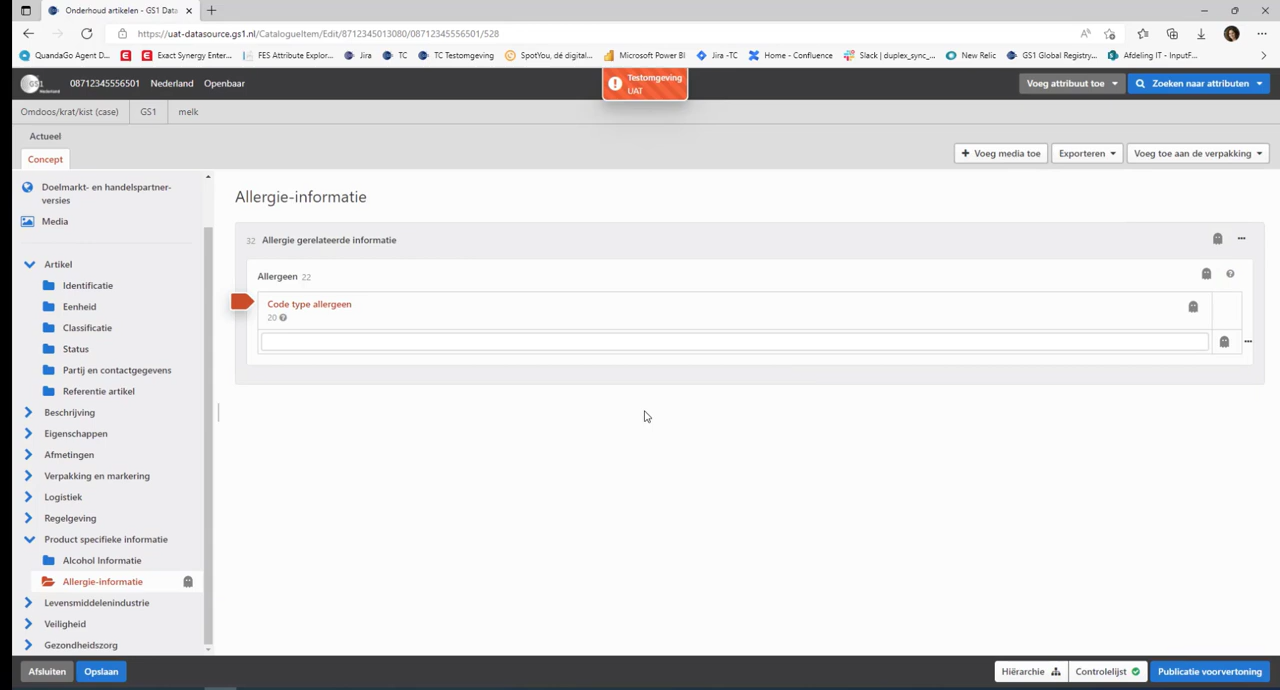 Onderhoud artikelen - GS1 Data
https://uat-datasource.gs1.nl/CatalogueItem/Edit/8712345013080/08712345556501/528
QuandaGo Agent D... Exact Synergy Enter... FES Attribute Explor... Jira TC TC Testomgeving SpotYou, dé digital... Microsoft Power BI Jira -TC Home - Confluence Slack | duplex_sync_... New Relic GS1 Global Registry... Afdeling IT - InputF...
GS1 Nederland 08712345556501 Nederland Openbaar
Testomgeving
UAT
Voeg attribuut toe Zoeken naar attributen
Omdoos/krat/kist (case) GS1 melk
Actueel
Concept
Voeg media toe Exporteren Voeg toe aan de verpakking
Doelmarkt- en handelspartner-
versies
Media
Artikel
Identificatie
Eenheid
Classificatie
Status
Partij en contactgegevens
Referentie artikel
Beschrijving
Eigenschappen
Afmetingen
Verpakking en markering
Logistiek
Regelgeving
Product specifieke informatie
Alcohol Informatie
Allergie-informatie
Levensmiddelenindustrie
Veiligheid
Gezondheidszorg
Allergie-informatie
32 Allergie gerelateerde informatie
Allergeen 22
Code type allergeen
20
Afsluiten Opslaan Hiërarchie Controlelijst Publicatie voorvertoning